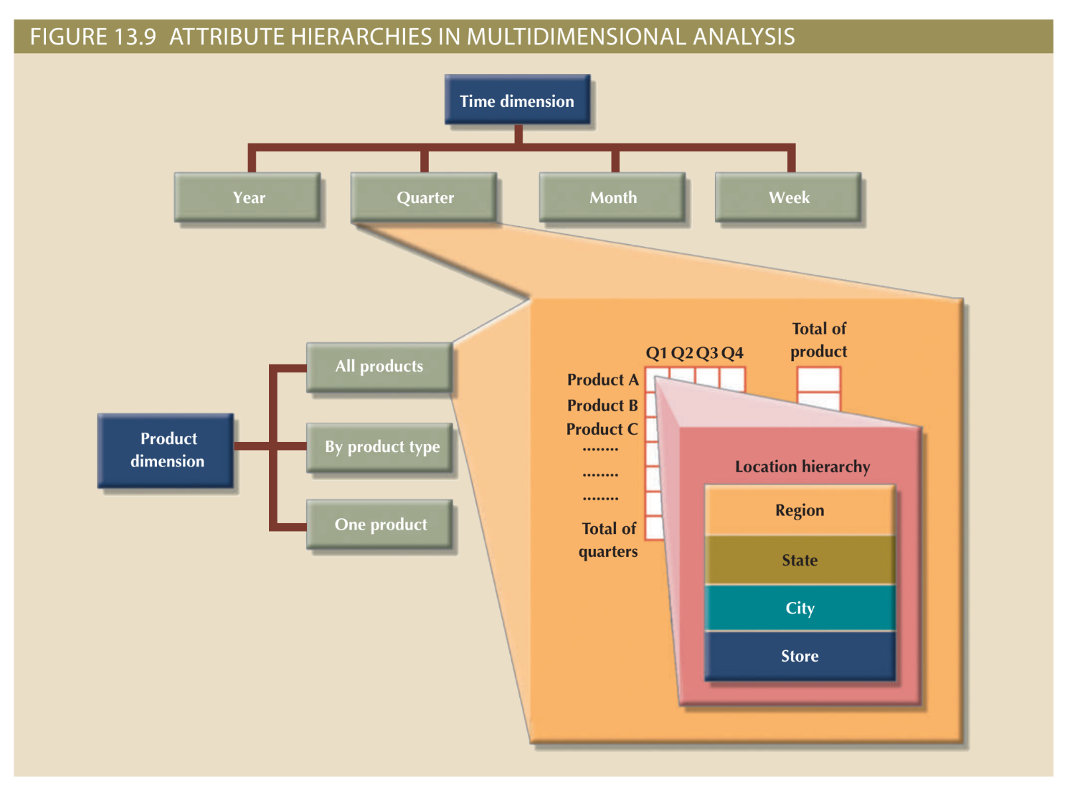 FIGURE 13.9 ATTRIBUTE HIERARCHIES IN MULTIDIMENSIONAL ANALYSIS
Time dimension
Year
Quarter
Month
Week
Product
dimension
All products
By product type
One product
Q1 Q2 Q3 Q4
Total of
product
Product A
Product B
Product C
........
........
........
Total of
quarters
Location hierarchy
Region
State
City
Store